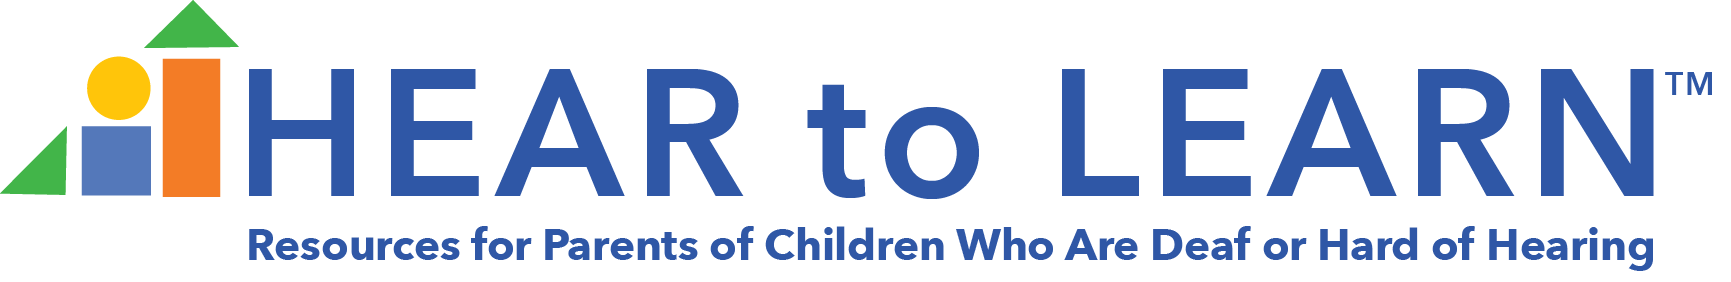 HEAR to LEARN™
Resources for Parents of Children Who Are Deaf or Hard of Hearing